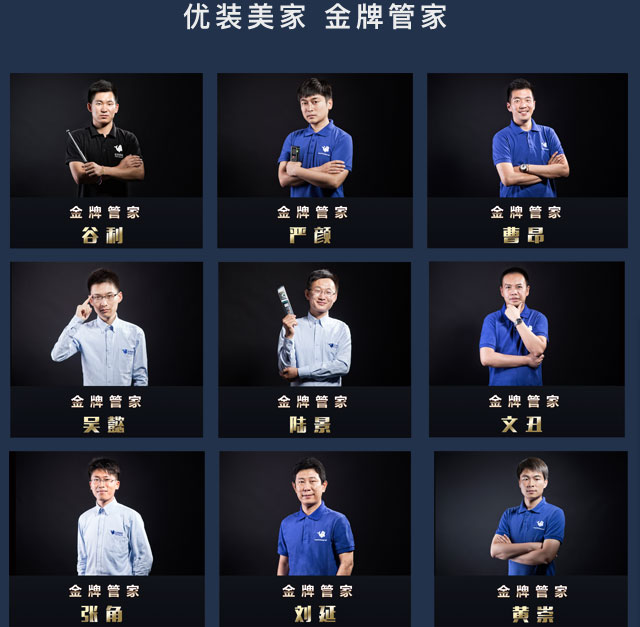 优装美家 金牌管家
金牌管家 金牌管家 金牌管家
谷利 严颜 曹昂
金牌管家 金牌管家 金牌管家
吴懿 陆景 文丑
金牌管家 金牌管家 金牌管家
张角 刘延 黄崇